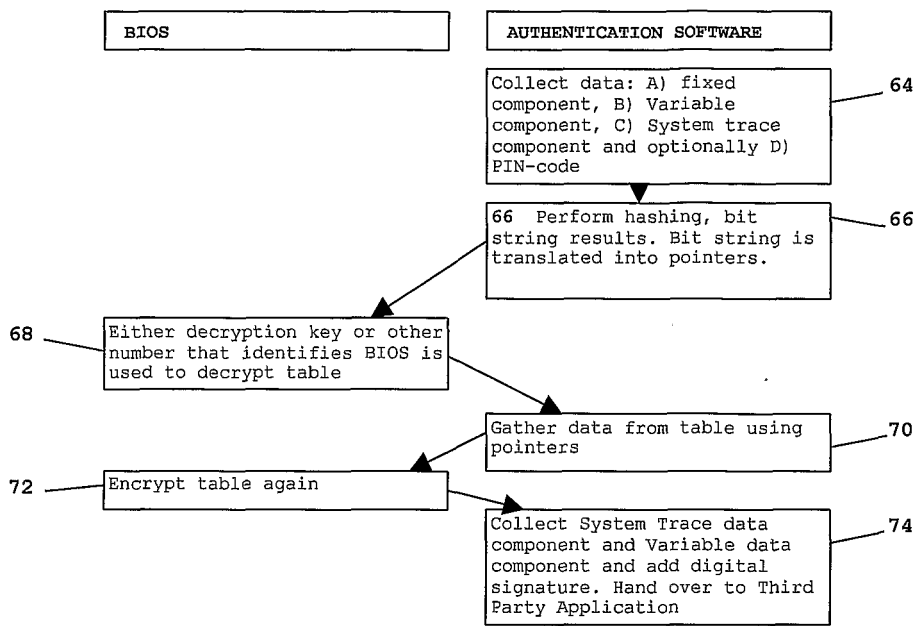 BIOS
AUTHENTICATION SOFTWARE
Collect data: A) fixed
component, B) Variable
component, C) System trace
component and optionally D)
PIN-code
64
66 Perform hashing, bit
string results. Bit string is
translated into pointers.
66
68
Either decryption key or other
number that identifies BIOS is
used to decrypt table
Gather data from table using
pointers
70
72
Encrypt table again
Collect System Trace data
component and Variable data
component and add digital
signature. Hand over to Third
Party Application
74